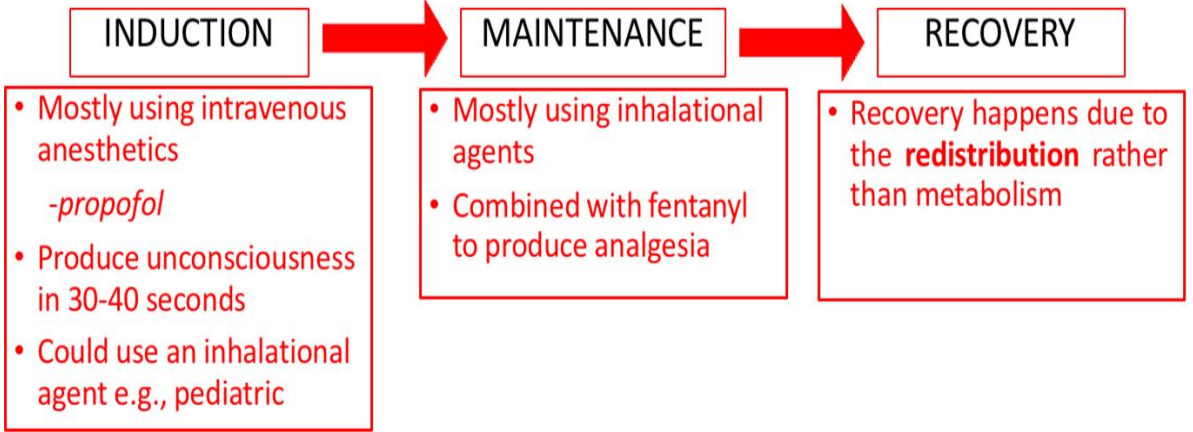 INDUCTION
MAINTENANCE
RECOVERY
• Mostly using intravenous
anesthetics
-propofol
• Produce unconsciousness
in 30-40 seconds
• Could use an inhalational
agent e.g., pediatric
• Mostly using inhalational
agents
• Combined with fentanyl
to produce analgesia
• Recovery happens due to
the redistribution rather
than metabolism